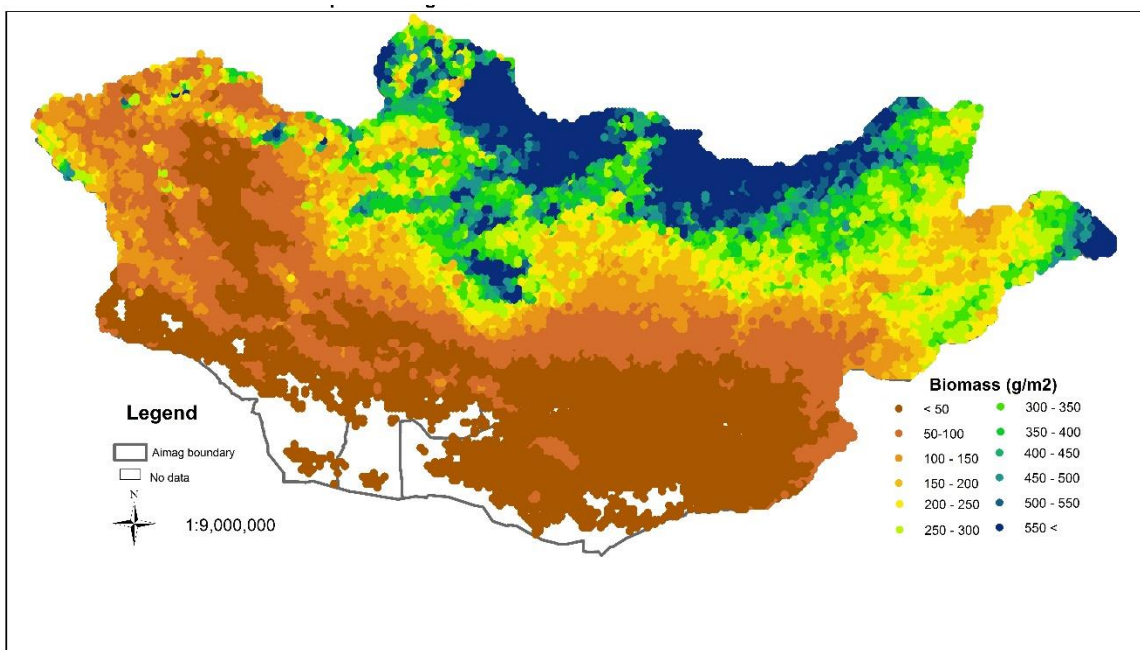 Legend
Aimag boundary
No data
N
1:9,000,000
Biomass (g/m2)
< 50
50-100
100 - 150
150 - 200
200 - 250
250 - 300
300 - 350
350 - 400
400 - 450
450 - 500
500 - 550
550 <